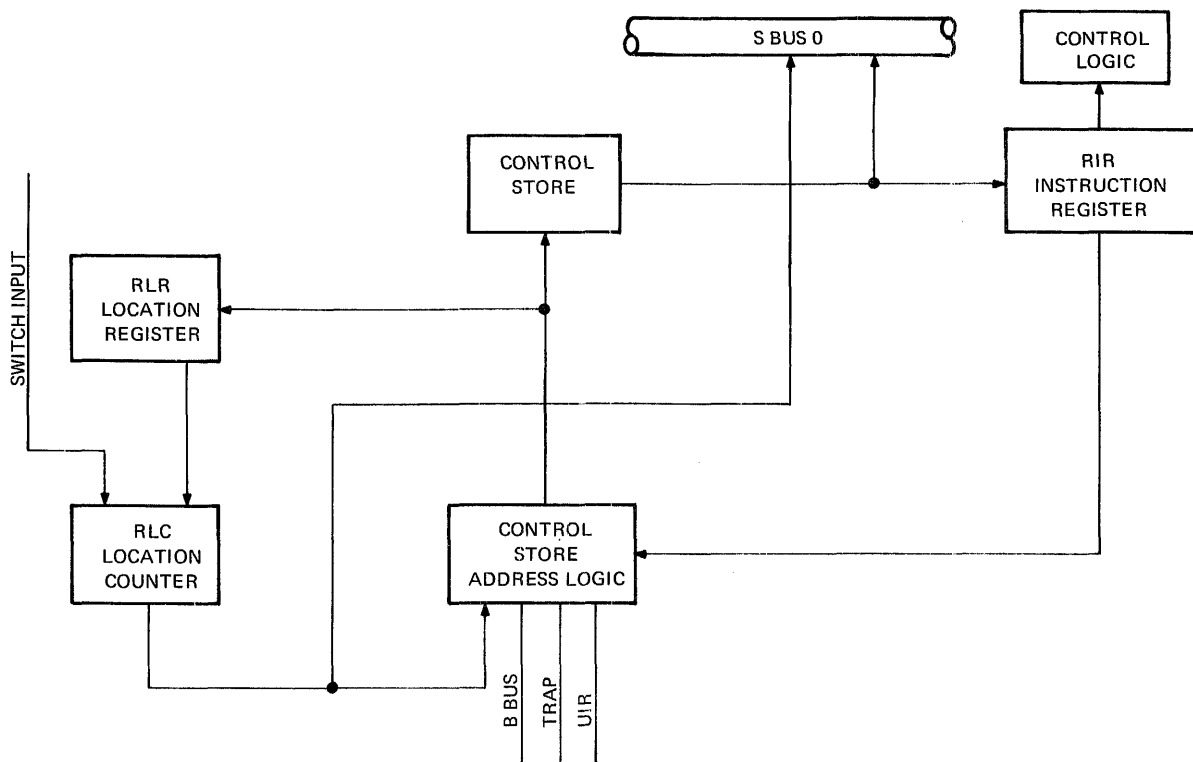 S BUS 0
CONTROL
LOGIC
CONTROL
STORE
RIR
INSTRUCTION
REGISTER
SWITCH INPUT
RLR
LOCATION
REGISTER
RLC
LOCATION
COUNTER
CONTROL
STORE
ADDRESS LOGIC
B BUS
TRAP
UIR